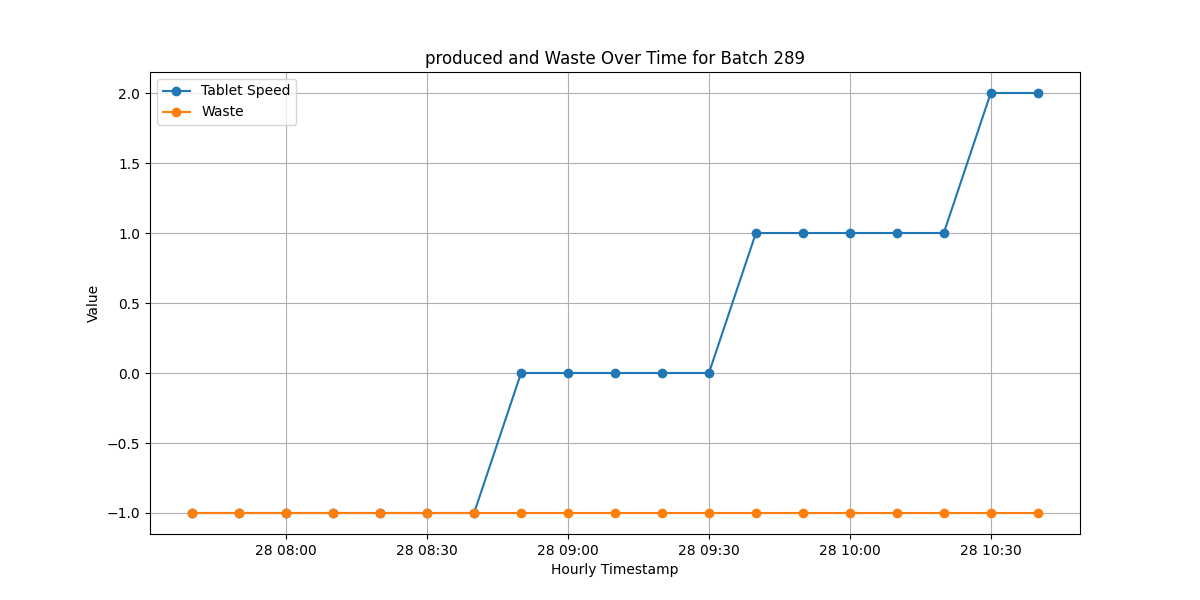 produced and Waste Over Time for Batch 289
Tablet Speed
Waste
2.0
1.5
1.0
0.5
0.0
−0.5
−1.0
Value
28 08:00
28 08:30
28 09:00
28 09:30
28 10:00
28 10:30
Hourly Timestamp